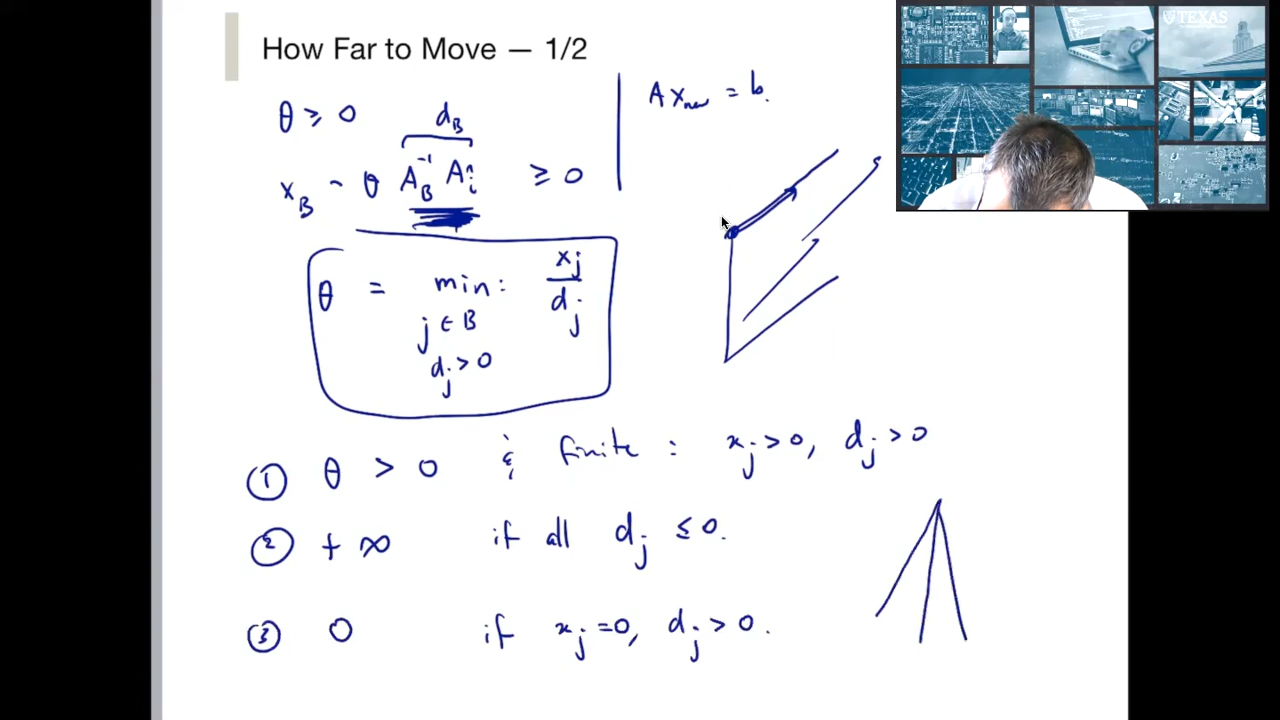 How Far to Move — 1/2
TEXAS
θ ≥ 0
d_B
A x_new = b.
x_B - θ A_B^{-1} A_i ≥ 0
θ = min: x_j / d_j
j ∈ B
d_j > 0
① θ > 0 & finite : x_j > 0, d_j > 0
② + ∞ if all d_j ≤ 0.
③ 0 if x_j = 0, d_j > 0.